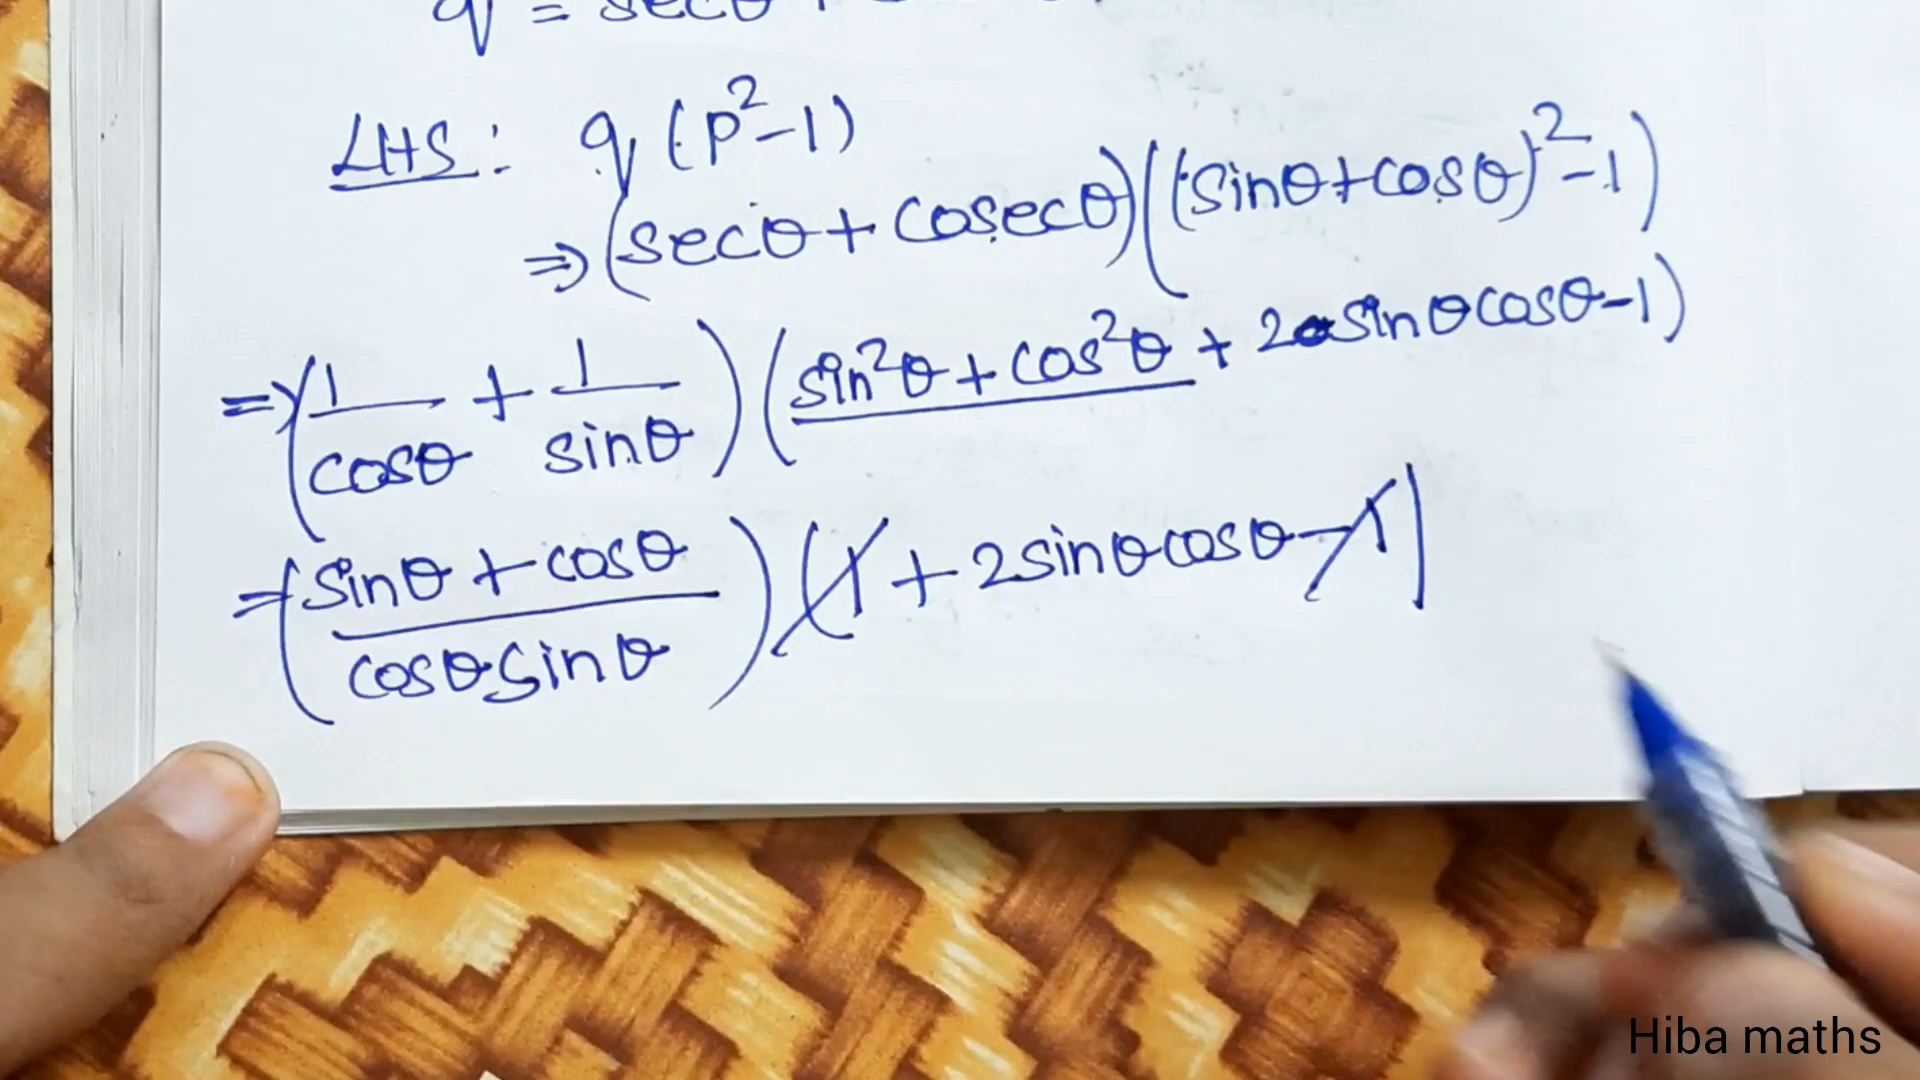 q = secθ +
LHS: q(p²-1)
⇒ (secθ + cosecθ)((sinθ+cosθ)²-1)
⇒ (1/cosθ + 1/sinθ)(sin²θ + cos²θ + 2sinθcosθ-1)
= (sinθ + cosθ/cosθsinθ)(1 + 2sinθcosθ-1)
Hiba maths